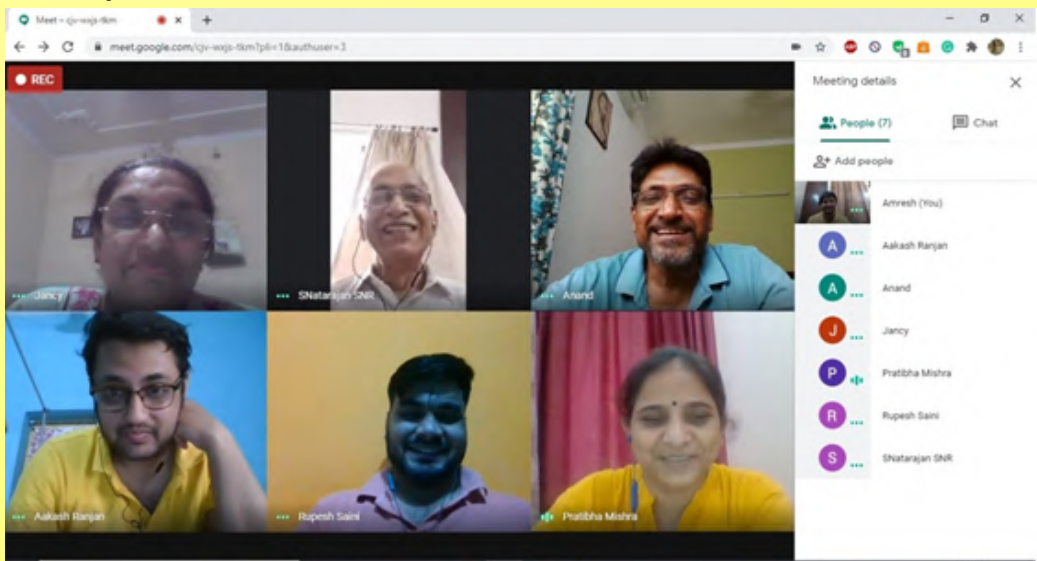 Meet – cjv-wxjs-tkm
meet.google.com/cjv-wxjs-tkm?pli=1&authuser=3
REC
Meeting details
People (7)
Chat
Add people
Amresh (You)
A
Aakash Ranjan
A
Anand
J
Jancy
P
Pratibha Mishra
R
Rupesh Saini
S
SNatarajan SNR
Jancy
SNatarajan SNR
Anand
Aakash Ranjan
Rupesh Saini
Pratibha Mishra